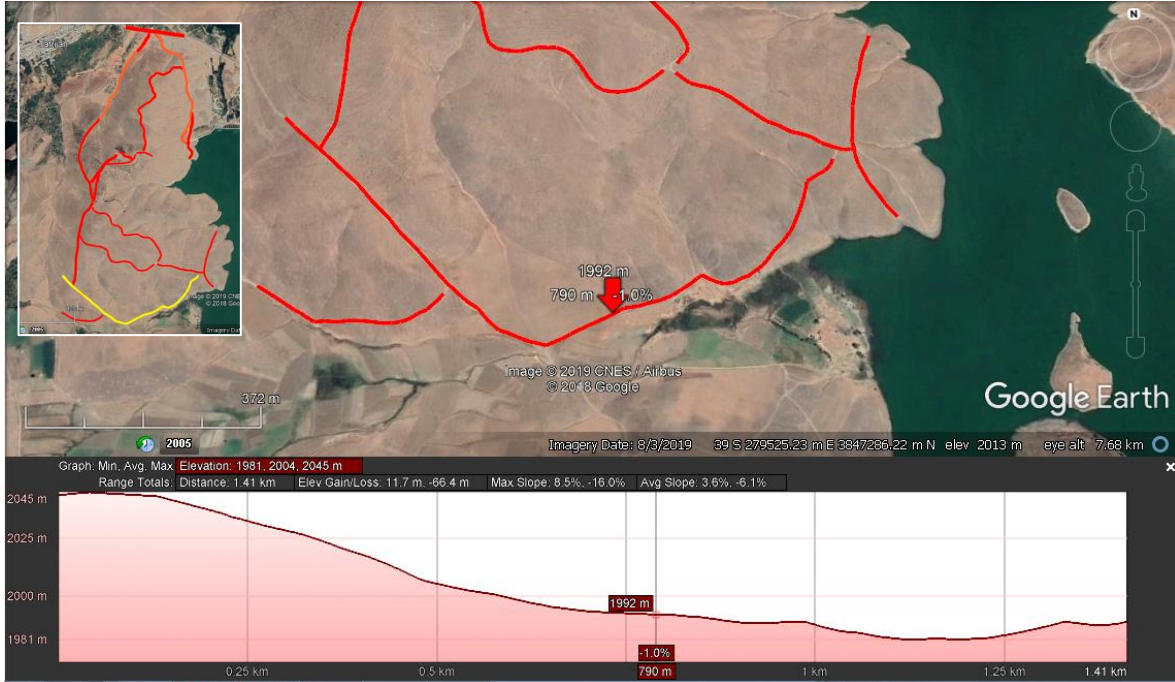 N
1992 m
790 m -1.0%
Image © 2019 CNES / Airbus
© 2018 Google
372 m
2005
Google Earth
Imagery Date: 8/3/2019 39 S 279525.23 m E 3847286.22 m N elev 2013 m eye alt 7.68 km
2005
Graph: Min, Avg, Max Elevation: 1981, 2004, 2045 m
Range Totals: Distance: 1.41 km Elev Gain/Loss: 11.7 m, -66.4 m Max Slope: 8.5%, -16.0% Avg Slope: 3.6%, -6.1%
2045 m
2025 m
2000 m
1981 m
1992 m
-1.0%
0.25 km 0.5 km 790 m 1 km 1.25 km 1.41 km